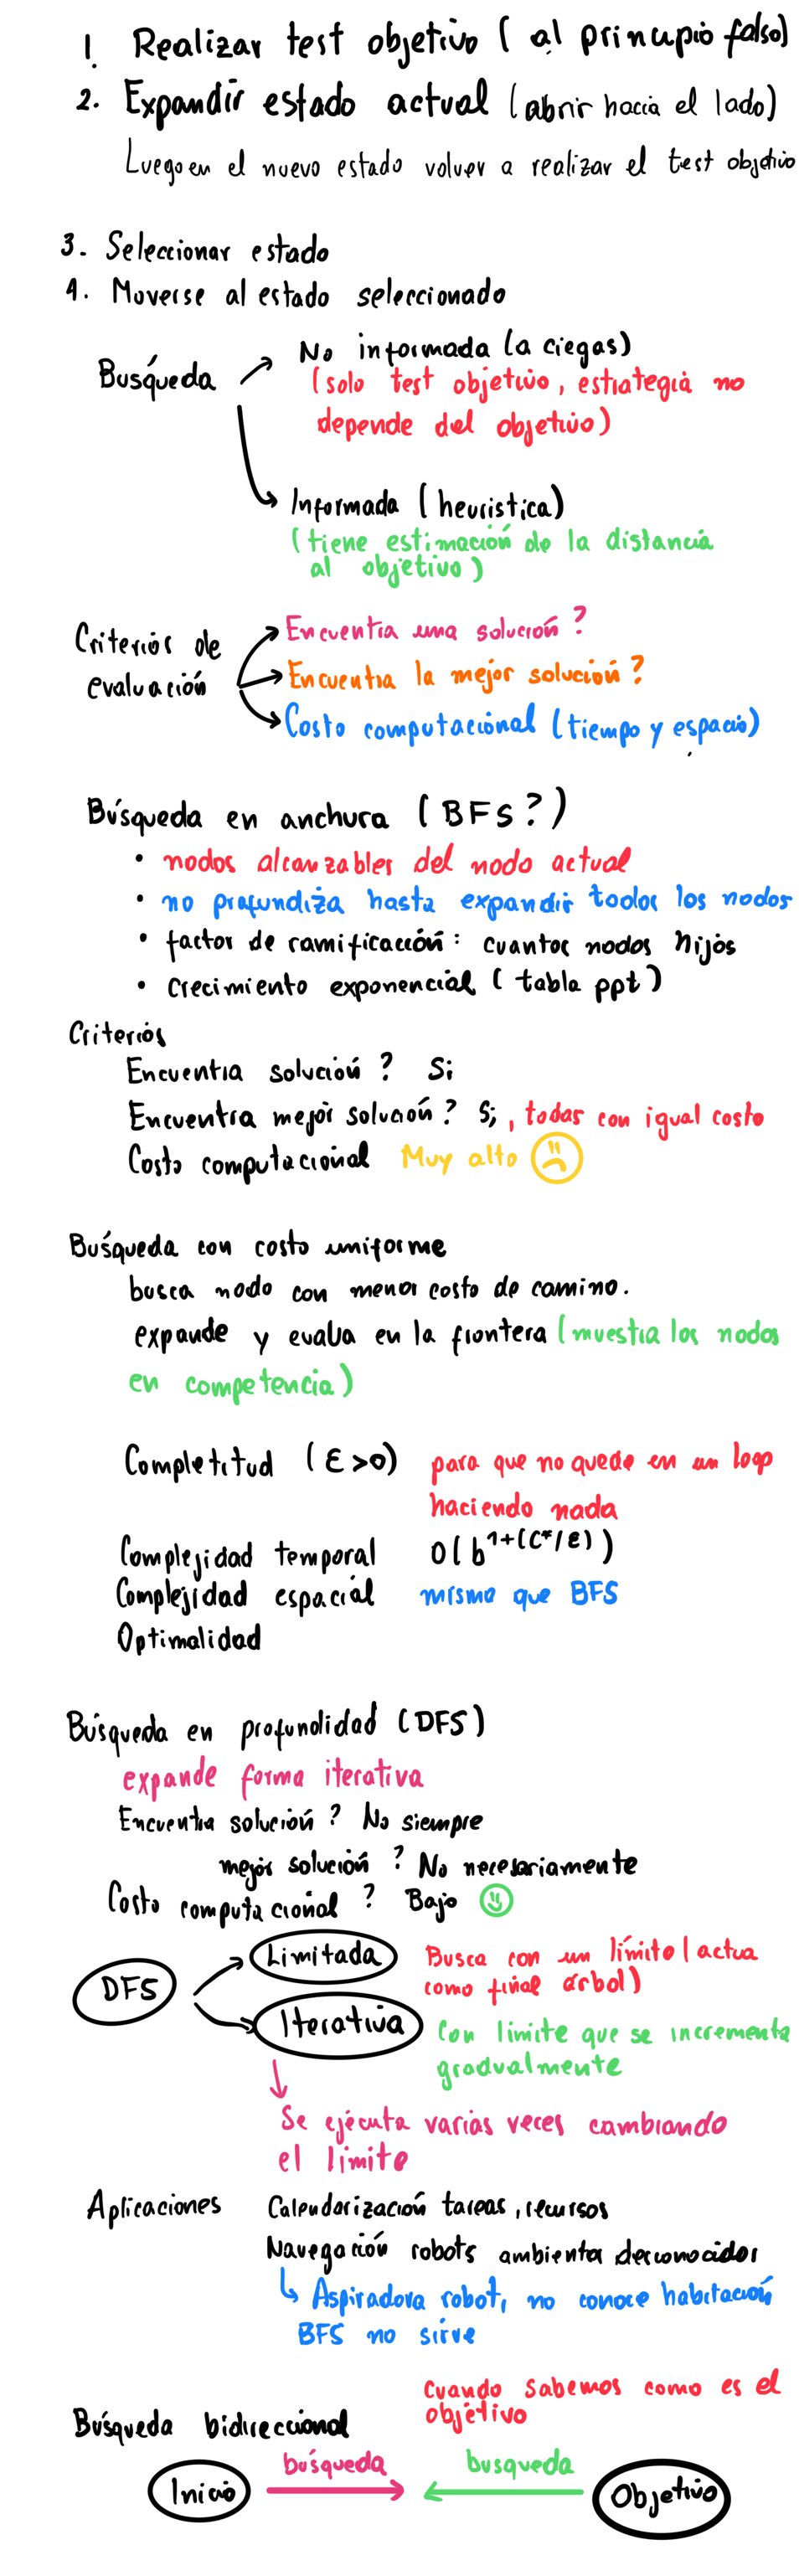 1. Realizar test objetivo ( al principio falso)
2. Expandir estado actual (abrir hacia el lado)
Luego en el nuevo estado volver a realizar el test objetivo
3. Seleccionar estado
4. Moverse al estado seleccionado
Búsqueda
No informada (a ciegas)
(solo test objetivo, estrategia no
depende del objetivo)
Informada (heuristica)
(tiene estimación de la distancia
al objetivo)
Criterios de
evaluación
Encuentra una solución?
Encuentra la mejor solución?
Costo computacional (tiempo y espacio)
Búsqueda en anchura (BFS?)
• nodos alcanzables del nodo actual
• no profundiza hasta expandir todos los nodos
• factor de ramificación: cuantos nodos hijos
• crecimiento exponencial ( tabla ppt)
Criterios
Encuentra solución? Si
Encuentra mejor solución? Si, todas con igual costo
Costo computacional Muy alto
Búsqueda con costo uniforme
busca nodo con menor costo de camino.
expande y evalua en la frontera (muestra los nodos
en competencia)
Completitud (ε>0) para que no quede en un loop
haciendo nada
Complejidad temporal O(b^1+(C*/ε))
Complejidad espacial mismo que BFS
Optimalidad
Búsqueda en profundidad (DFS)
expande forma iterativa
Encuentra solución? No siempre
mejor solución? No necesariamente
Costo computacional? Bajo
DFS
Limitada
Busca con un límite (actua
como final arbol)
Iterativa
Con limite que se incrementa
gradualmente
Se ejecuta varias veces cambiando
el limite
Aplicaciones Calendarización tareas, recursos
Navegación robots ambientes desconocidos
Aspiradora robot, no conoce habitación
BFS no sirve
Cuando sabemos como es el
objetivo
Búsqueda bidireccional
Inicio
búsqueda
busqueda
Objetivo